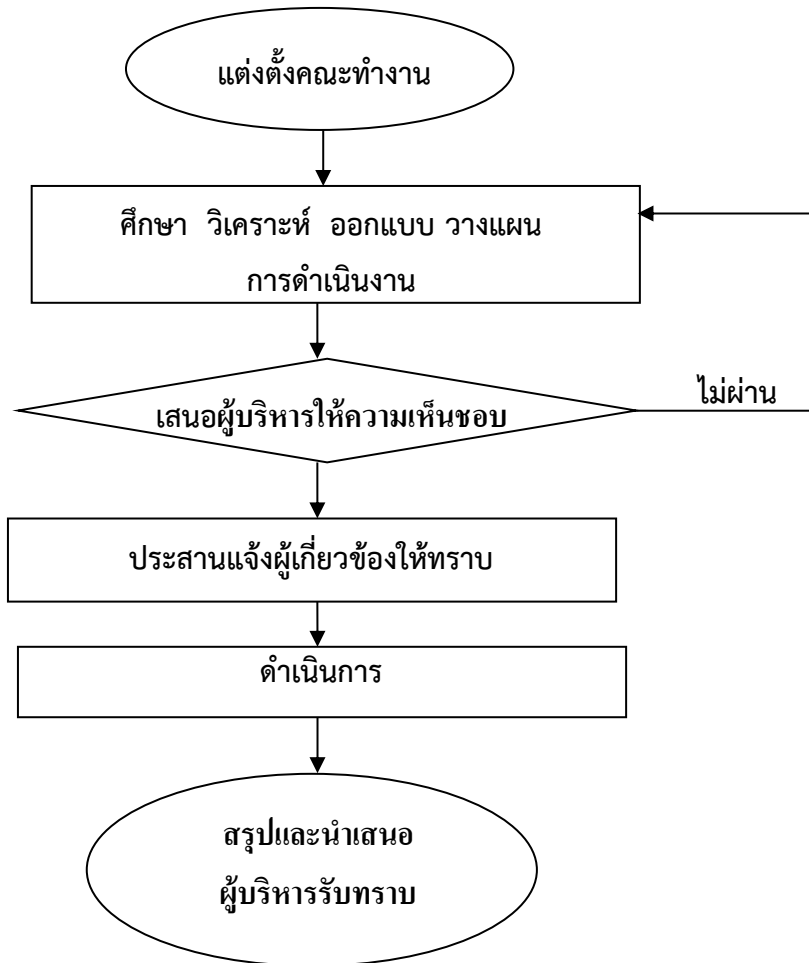 แต่งตั้งคณะทำงาน
ศึกษา วิเคราะห์ ออกแบบ วางแผน
การดำเนินงาน
เสนอผู้บริหารให้ความเห็นชอบ
ไม่ผ่าน
ประสานแจ้งผู้เกี่ยวข้องให้ทราบ
ดำเนินการ
สรุปและนำเสนอ
ผู้บริหารรับทราบ